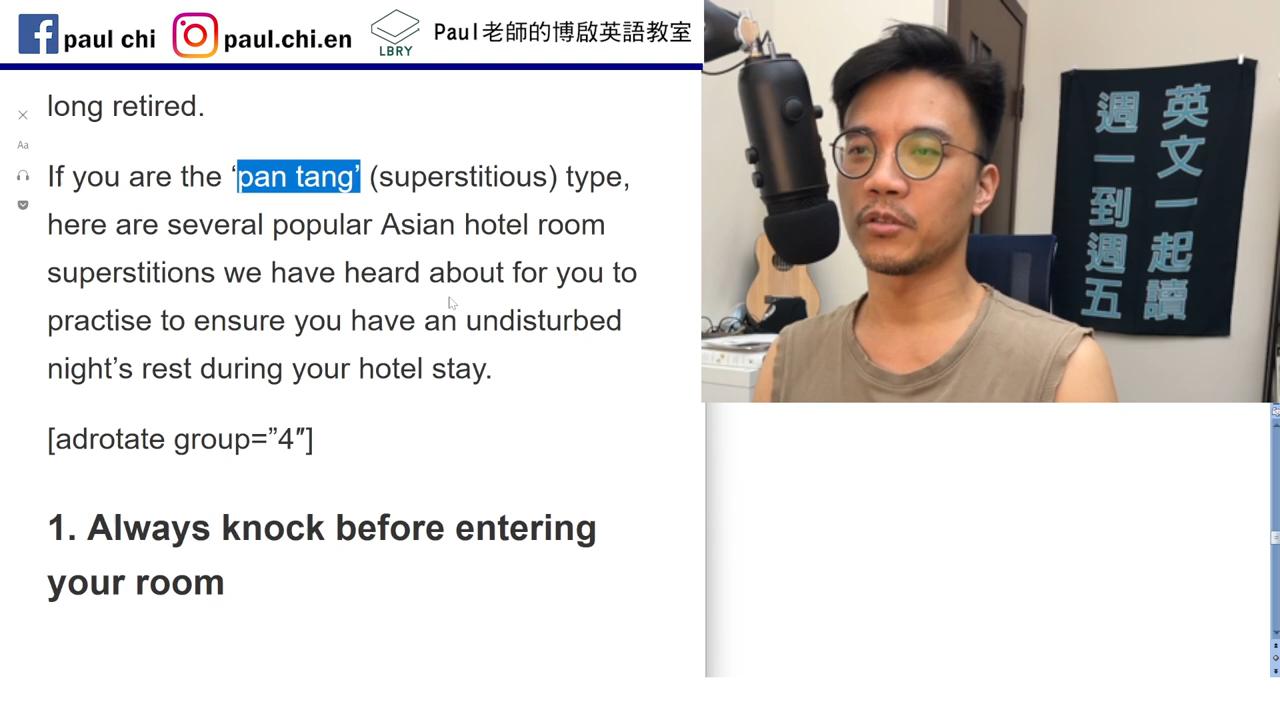 paul chi
paul.chi.en
LBRY
Paul老師的博啟英語教室
long retired.
Aa
If you are the ‘pan tang’ (superstitious) type,
here are several popular Asian hotel room
superstitions we have heard about for you to
practise to ensure you have an undisturbed
night’s rest during your hotel stay.
[adrotate group=”4″]
1. Always knock before entering
your room
英文一起讀
週一到週五